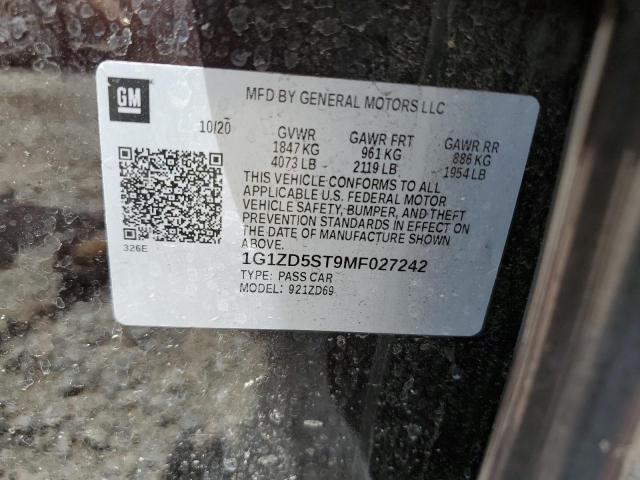 GM
MFD BY GENERAL MOTORS LLC
10/20 GVWR GAWR FRT GAWR RR
1847 KG 961 KG 886 KG
4073 LB 2119 LB 1954 LB
THIS VEHICLE CONFORMS TO ALL
APPLICABLE U.S. FEDERAL MOTOR
VEHICLE SAFETY, BUMPER, AND THEFT
PREVENTION STANDARDS IN EFFECT ON
THE DATE OF MANUFACTURE SHOWN
ABOVE.
326E
1G1ZD5ST9MF027242
TYPE: PASS CAR
MODEL: 921ZD69